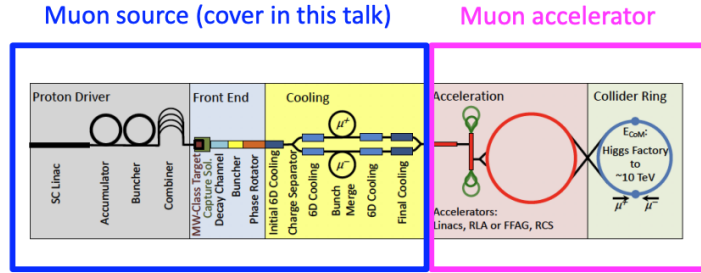 Muon source (cover in this talk)
Muon accelerator
Proton Driver
SC Linac
Accumulator
Buncher
Combiner
Front End
MW-Class Target
Capture Sol.
Decay Channel
Buncher
Phase Rotator
Cooling
Initial 6D Cooling
Charge Separator
6D Cooling
μ+
μ−
Bunch
Merge
6D Cooling
Final Cooling
Acceleration
Accelerators:
Linacs, RLA or FFAG, RCS
Collider Ring
ECoM:
Higgs Factory
to
~10 TeV
μ+ μ−